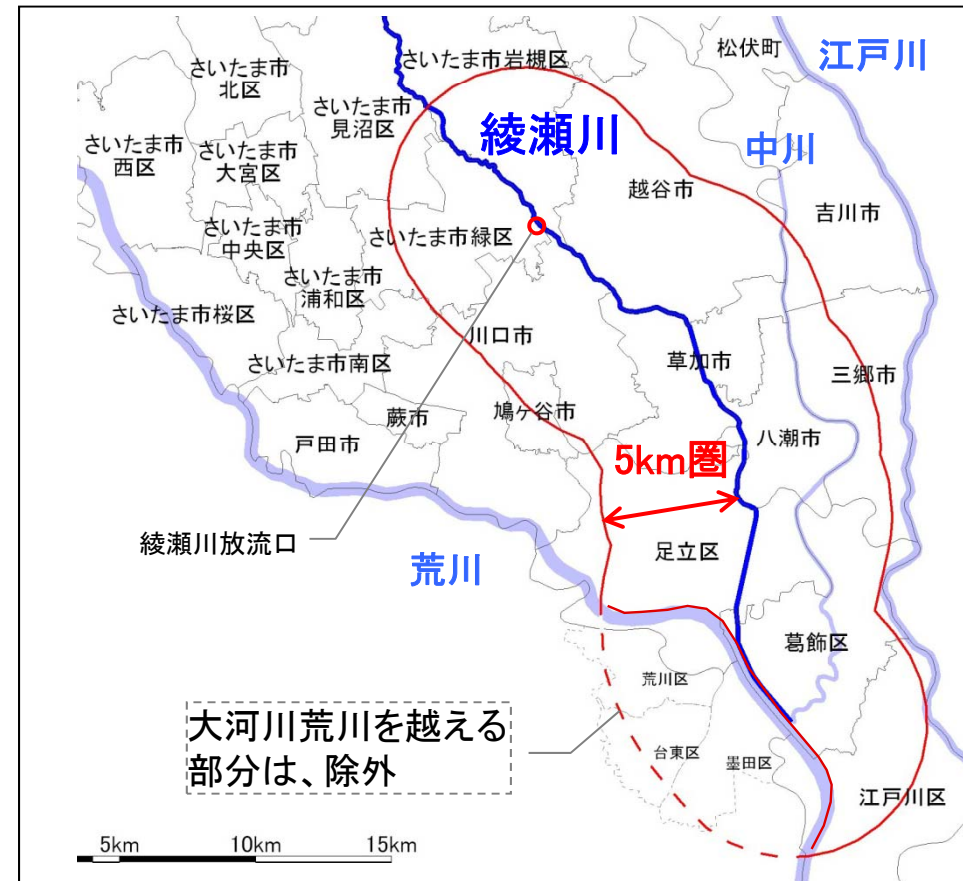 松伏町
江戸川
さいたま市岩槻区
さいたま市
北区
さいたま市
見沼区
綾瀬川
中川
さいたま市
西区
さいたま市
大宮区
越谷市
吉川市
さいたま市
中央区
さいたま市緑区
さいたま市
浦和区
さいたま市桜区
川口市
草加市
さいたま市南区
三郷市
蕨市
鳩ヶ谷市
戸田市
八潮市
5km圏
綾瀬川放流口
足立区
荒川
葛飾区
荒川区
大河川荒川を越える
部分は、除外
台東区
墨田区
江戸川区
5km
10km
15km